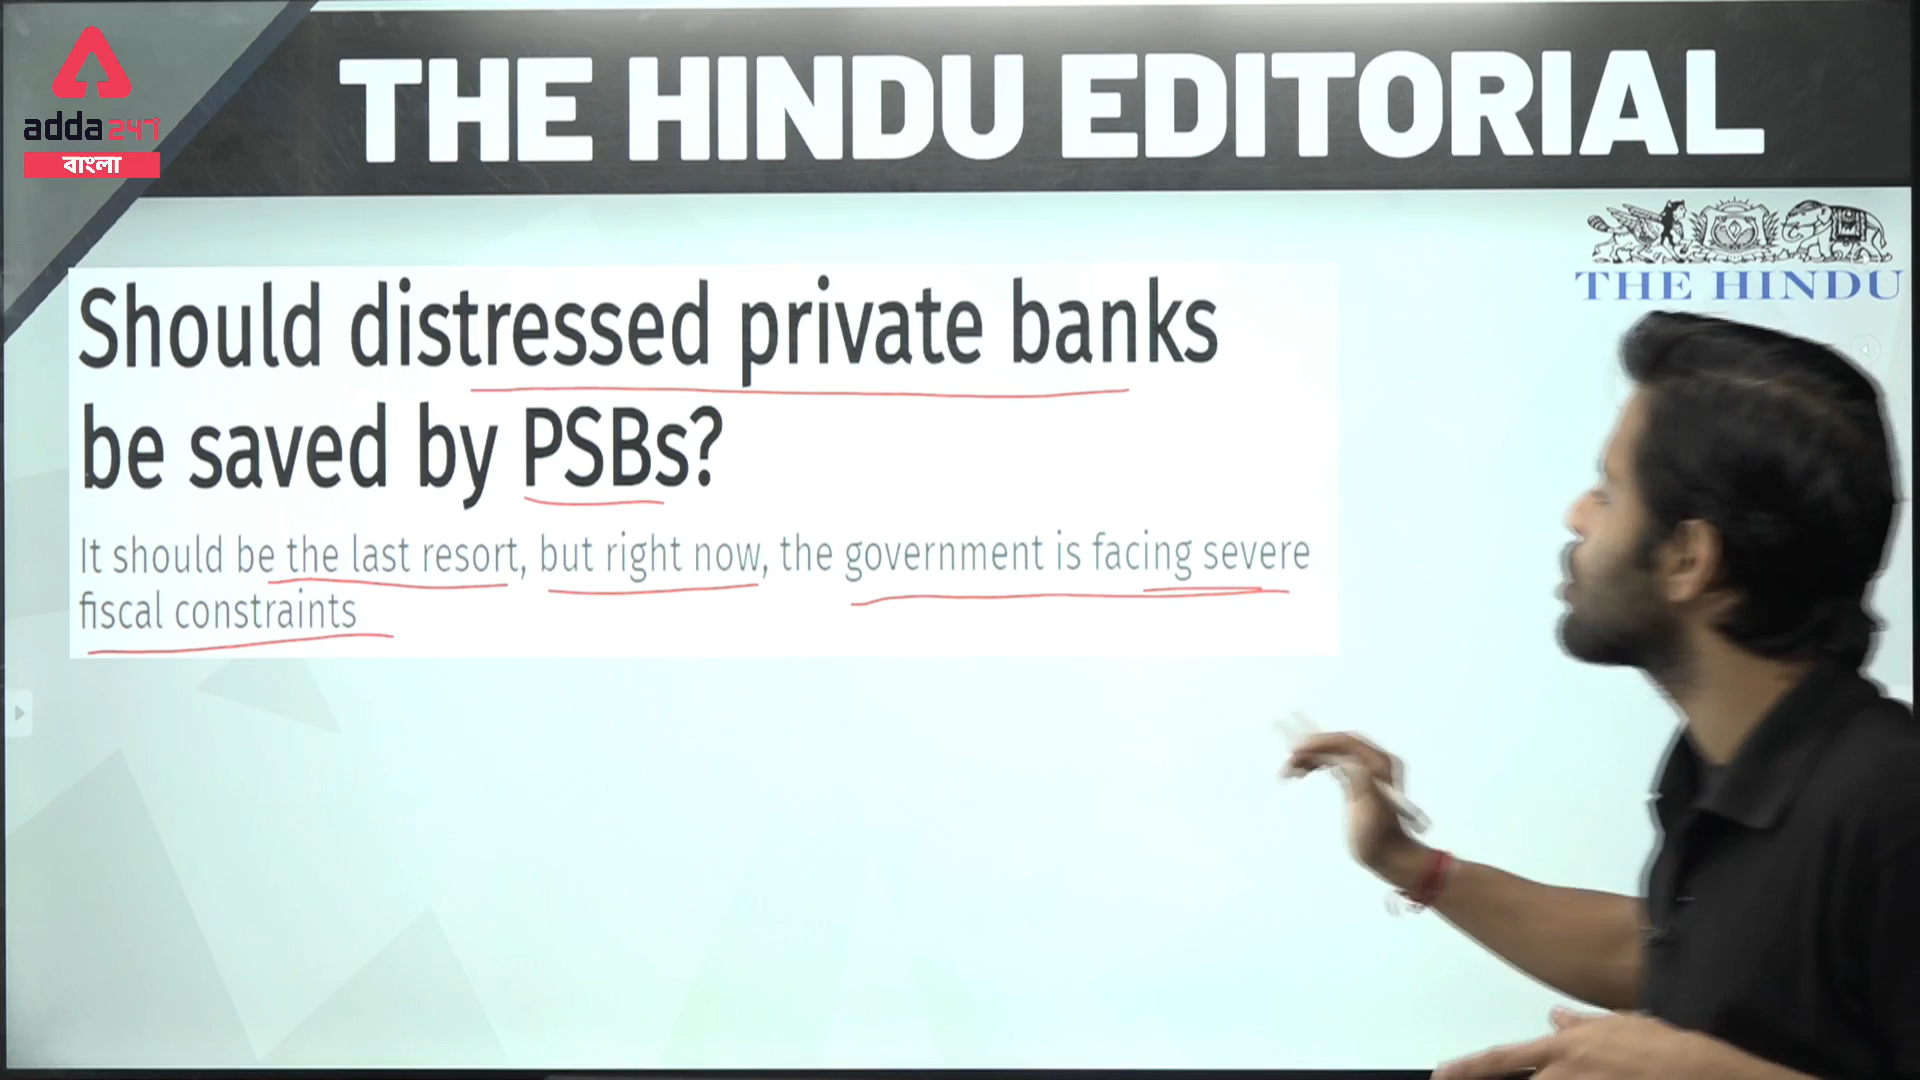 adda247
বাংলা
THE HINDU EDITORIAL
THE HINDU
Should distressed private banks
be saved by PSBs?
It should be the last resort, but right now, the government is facing severe
fiscal constraints